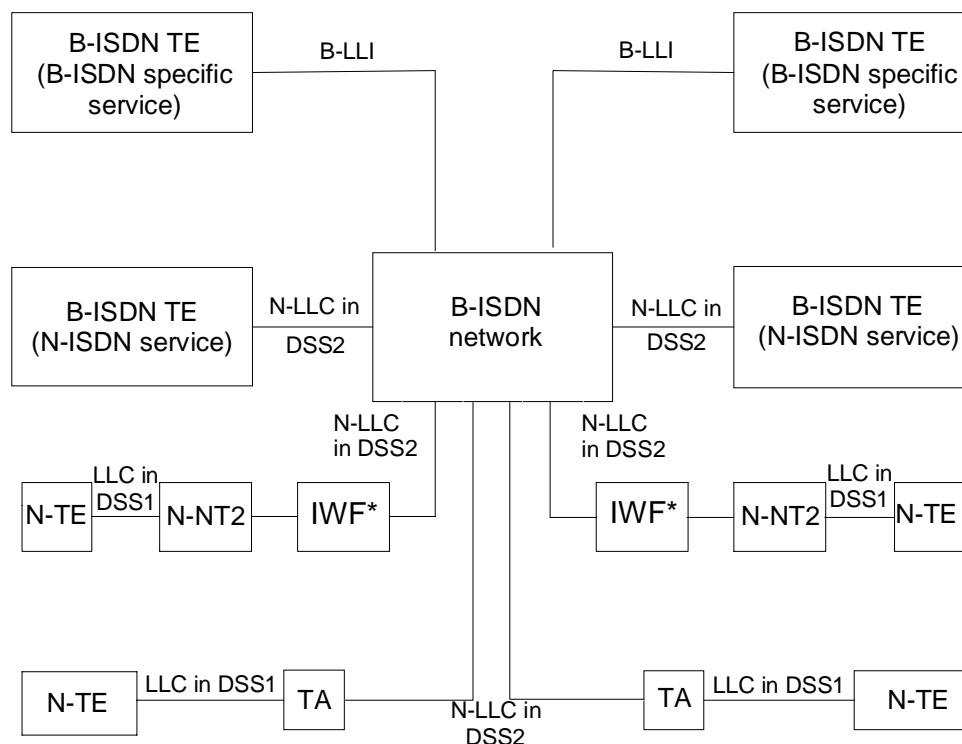 B-ISDN TE
(B-ISDN specific
service)
B-LLI
B-LLI
B-ISDN TE
(B-ISDN specific
service)
B-ISDN TE
(N-ISDN service)
N-LLC in
DSS2
B-ISDN
network
N-LLC in
DSS2
B-ISDN TE
(N-ISDN service)
N-LLC
in DSS2
N-LLC
in DSS2
N-TE
LLC in
DSS1
N-NT2
IWF*
IWF*
N-NT2
LLC in
DSS1
N-TE
N-TE
LLC in DSS1
TA
N-LLC in
DSS2
TA
LLC in DSS1
N-TE